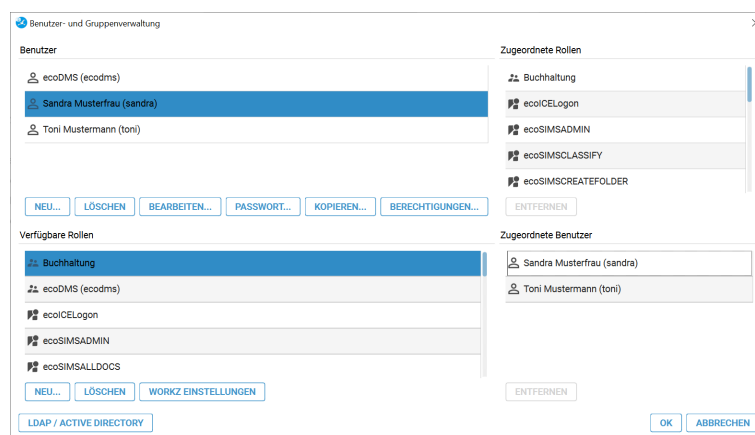 Benutzer- und Gruppenverwaltung
Benutzer
ecoDMS (ecodms)
Sandra Musterfrau (sandra)
Toni Mustermann (toni)
NEU... LÖSCHEN BEARBEITEN... PASSWORT... KOPIEREN... BERECHTIGUNGEN...
Zugeordnete Rollen
Buchhaltung
ecoICELogon
ecoSIMSADMIN
ecoSIMSCLASSIFY
ecoSIMSCREATEFOLDER
ENTFERNEN
Verfügbare Rollen
Buchhaltung
ecoDMS (ecodms)
ecoICELogon
ecoSIMSADMIN
ecoSIMSALLDOCS
NEU... LÖSCHEN WORKZ EINSTELLUNGEN
Zugeordnete Benutzer
Sandra Musterfrau (sandra)
Toni Mustermann (toni)
ENTFERNEN
LDAP / ACTIVE DIRECTORY OK ABBRECHEN